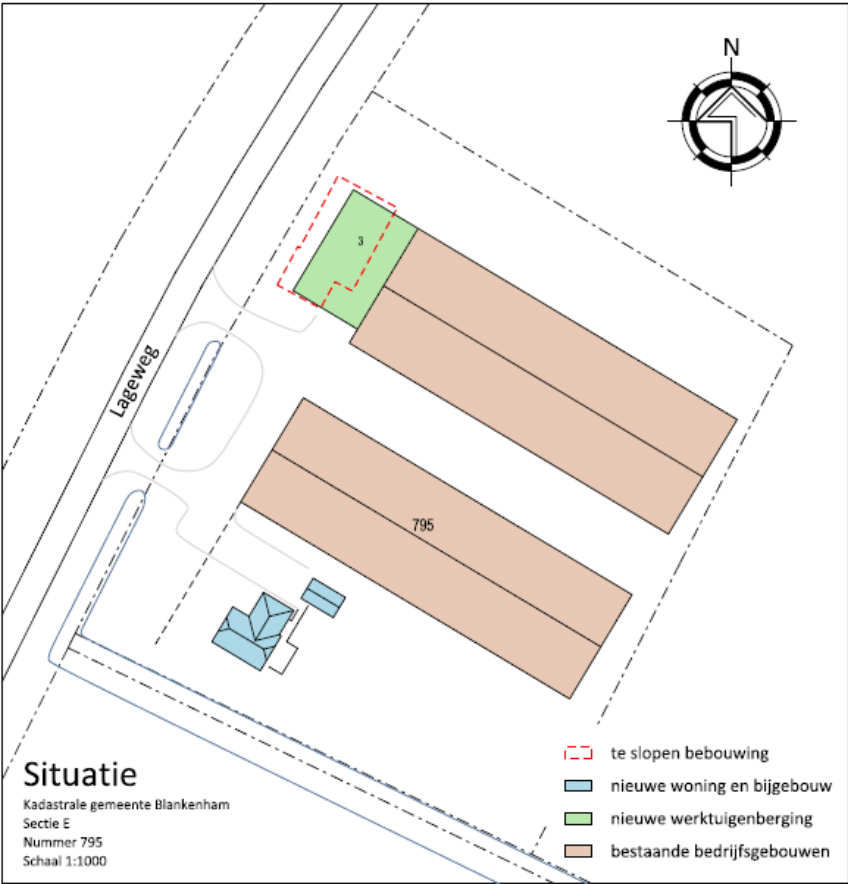 N
3
Lageweg
795
Situatie
Kadastrale gemeente Blankenham
Sectie E
Nummer 795
Schaal 1:1000
te slopen bebouwing
nieuwe woning en bijgebouw
nieuwe werktuigenberging
bestaande bedrijfsgebouwen